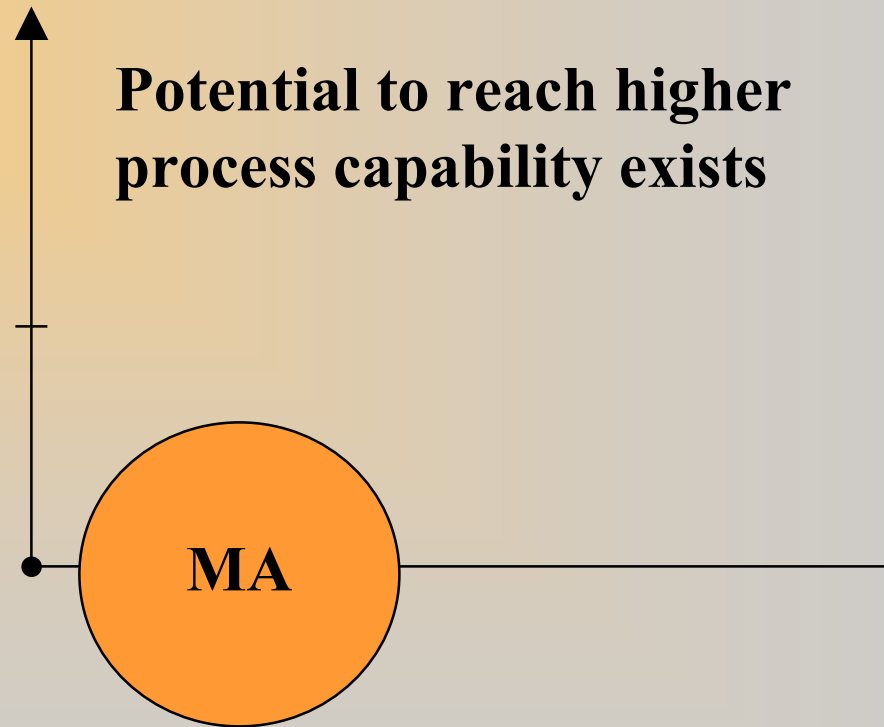 Potential to reach higher
process capability exists
MA